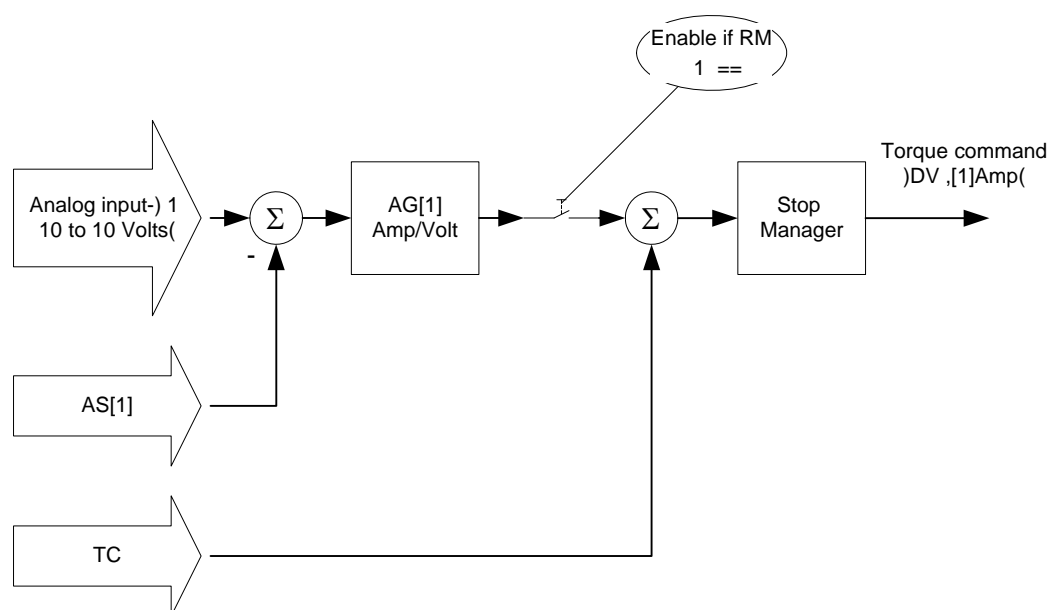 Enable if RM
1 ==
Torque command
)DV ,[1]Amp(
Analog input-) 1
10 to 10 Volts(
Σ
-
AG[1]
Amp/Volt
Σ
Stop
Manager
AS[1]
TC